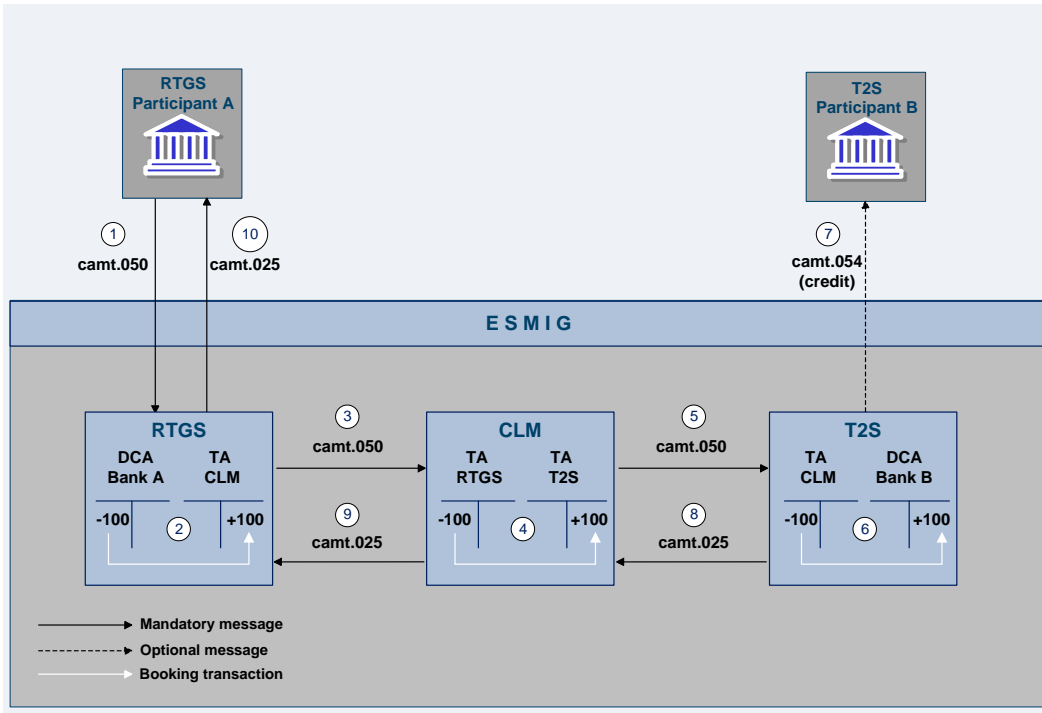 RTGS
Participant A
T2S
Participant B
1
camt.050
10
camt.025
7
camt.054
(credit)
E S M I G
RTGS
DCA
Bank A
TA
CLM
-100
2
+100
3
camt.050
9
camt.025
CLM
TA
RTGS
TA
T2S
-100
4
+100
5
camt.050
8
camt.025
T2S
TA
CLM
DCA
Bank B
-100
6
+100
Mandatory message
Optional message
Booking transaction